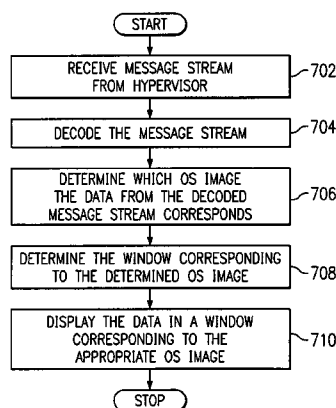 START
RECEIVE MESSAGE STREAM
FROM HYPERVISOR
702
DECODE THE MESSAGE STREAM
704
DETERMINE WHICH OS IMAGE
THE DATA FROM THE DECODED
MESSAGE STREAM CORRESPONDS
706
DETERMINE THE WINDOW CORRESPONDING
TO THE DETERMINED OS IMAGE
708
DISPLAY THE DATA IN A WINDOW
CORRESPONDING TO THE
APPROPRIATE OS IMAGE
710
STOP